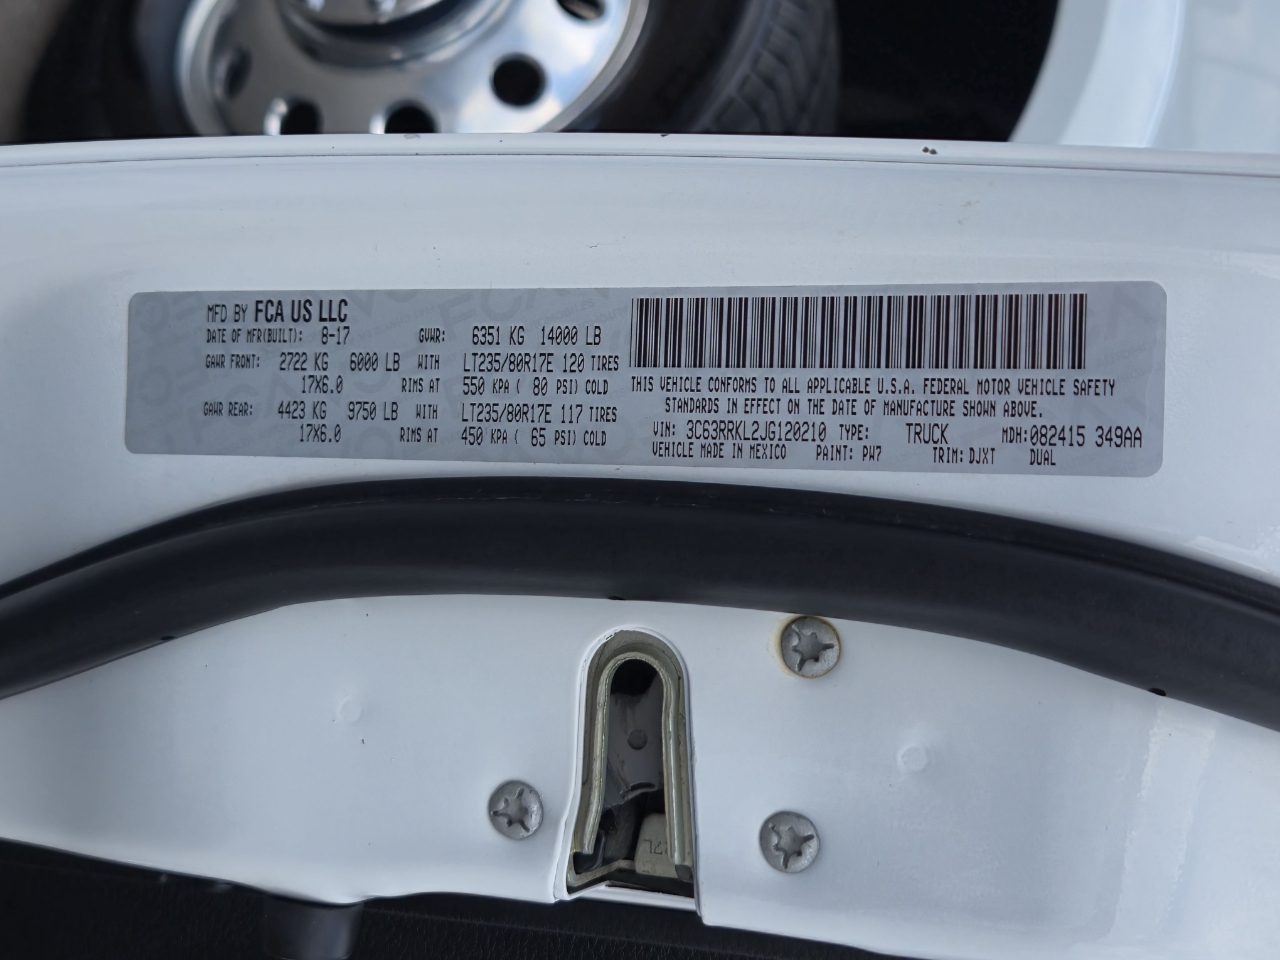 MFD BY FCA US LLC
DATE OF MFR(BUILT): 8-17 GVWR: 6351 KG 14000 LB
GAWR FRONT: 2722 KG 6000 LB WITH LT235/80R17E 120 TIRES
17X6.0 RIMS AT 550 KPA ( 80 PSI) COLD
GAWR REAR: 4423 KG 9750 LB WITH LT235/80R17E 117 TIRES
17X6.0 RIMS AT 450 KPA ( 65 PSI) COLD
THIS VEHICLE CONFORMS TO ALL APPLICABLE U.S.A. FEDERAL MOTOR VEHICLE SAFETY
STANDARDS IN EFFECT ON THE DATE OF MANUFACTURE SHOWN ABOVE.
VIN: 3C63RRKL2JG120210 TYPE: TRUCK MDH:082415 349AA
VEHICLE MADE IN MEXICO PAINT: PW7 TRIM: DJXT DUAL